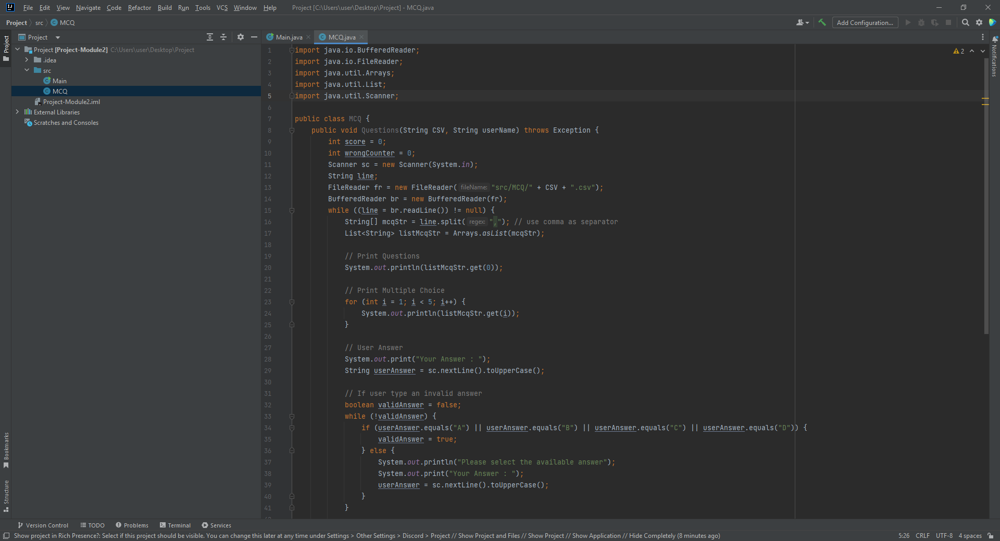 File Edit View Navigate Code Refactor Build Run Tools VCS Window Help Project [C:\Users\user\Desktop\Project] - MCQ.java
Project src MCQ Add Configuration...
Project
Project
Main.java
MCQ.java
Notifications
Project [Project-Module2] C:\Users\user\Desktop\Project
.idea
src
Main
MCQ
Project-Module2.iml
External Libraries
Scratches and Consoles
2
1 import java.io.BufferedReader;
2 import java.io.FileReader;
3 import java.util.Arrays;
4 import java.util.List;
5 import java.util.Scanner;
6
7 public class MCQ {
8 public void Questions(String CSV, String userName) throws Exception {
9 int score = 0;
10 int wrongCounter = 0;
11 Scanner sc = new Scanner(System.in);
12 String line;
13 FileReader fr = new FileReader( fileName: "src/MCQ/" + CSV + ".csv");
14 BufferedReader br = new BufferedReader(fr);
15 while ((line = br.readLine()) != null) {
16 String[] mcqStr = line.split( regex: ","); // use comma as separator
17 List<String> listMcqStr = Arrays.asList(mcqStr);
18
19 // Print Questions
20 System.out.println(listMcqStr.get(0));
21
22 // Print Multiple Choice
23 for (int i = 1; i < 5; i++) {
24 System.out.println(listMcqStr.get(i));
25 }
26
27 // User Answer
28 System.out.print("Your Answer : ");
29 String userAnswer = sc.nextLine().toUpperCase();
30
31 // If user type an invalid answer
32 boolean validAnswer = false;
33 while (!validAnswer) {
34 if (userAnswer.equals("A") || userAnswer.equals("B") || userAnswer.equals("C") || userAnswer.equals("D")) {
35 validAnswer = true;
36 } else {
37 System.out.println("Please select the available answer");
38 System.out.print("Your Answer : ");
39 userAnswer = sc.nextLine().toUpperCase();
40 }
41 }
Bookmarks
Structure
Version Control TODO Problems Terminal Services
Show project in Rich Presence?: Select if this project should be visible. You can change this later at any time under Settings > Other Settings > Discord > Project // Show Project and Files // Show Project // Show Application // Hide Completely (8 minutes ago) 5:26 CRLF UTF-8 4 spaces